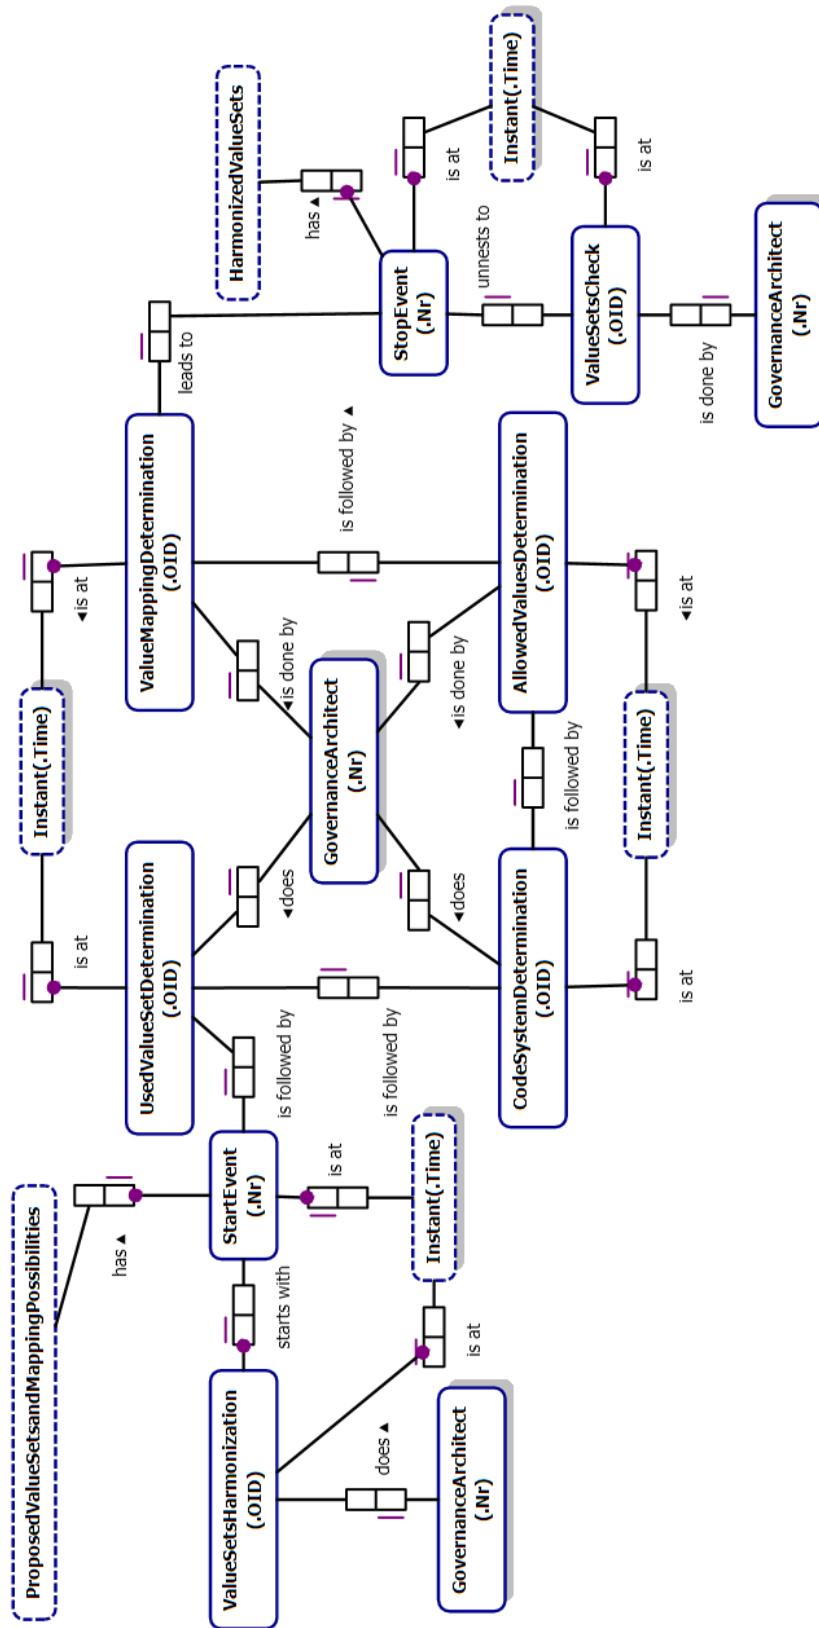 ProposedValueSetsandMappingPossibilities
has ▲
ValueSetsHarmonization
(.OID)
starts with
StartEvent
(.Nr)
is at
Instant(.Time)
is at
does ▲
GovernanceArchitect
(.Nr)
is followed by
UsedValueSetDetermination
(.OID)
is at
Instant(.Time)
◄is at
ValueMappingDetermination
(.OID)
◄does
◄is done by
GovernanceArchitect
(.Nr)
◄does
◄is done by
is followed by
is followed by ▲
CodeSystemDetermination
(.OID)
is followed by
AllowedValuesDetermination
(.OID)
is at
Instant(.Time)
◄is at
leads to
HarmonizedValueSets
has ▲
StopEvent
(.Nr)
is at
Instant(.Time)
is at
unnests to
ValueSetsCheck
(.OID)
is done by
GovernanceArchitect
(.Nr)